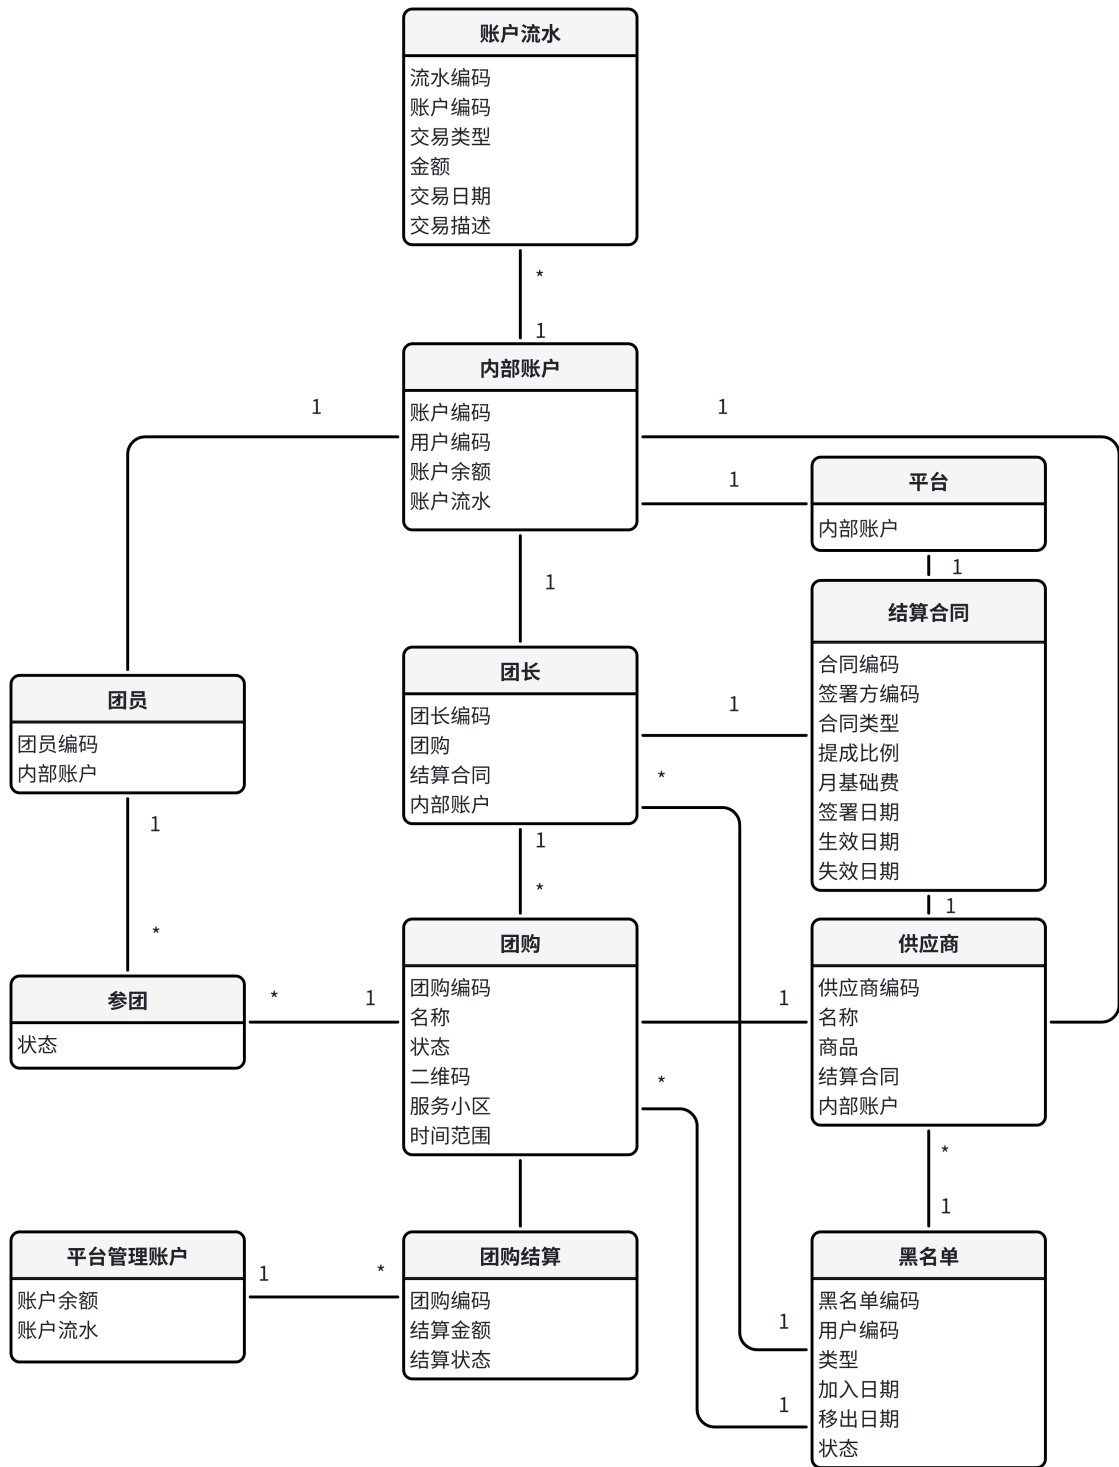 账户流水
流水编码
账户编码
交易类型
金额
交易日期
交易描述
*
1
内部账户
账户编码
用户编码
账户余额
账户流水
1
1
1
平台
内部账户
1
1
结算合同
合同编码
签署方编码
合同类型
提成比例
月基础费
签署日期
生效日期
失效日期
团长
团长编码
团购
结算合同
内部账户
1
*
团员
团员编码
内部账户
1
*
1
*
1
供应商
供应商编码
名称
商品
结算合同
内部账户
团购
团购编码
名称
状态
二维码
服务小区
时间范围
1
*
参团
状态
*
1
*
1
平台管理账户
账户余额
账户流水
1
*
团购结算
团购编码
结算金额
结算状态
黑名单
黑名单编码
用户编码
类型
加入日期
移出日期
状态
1
1